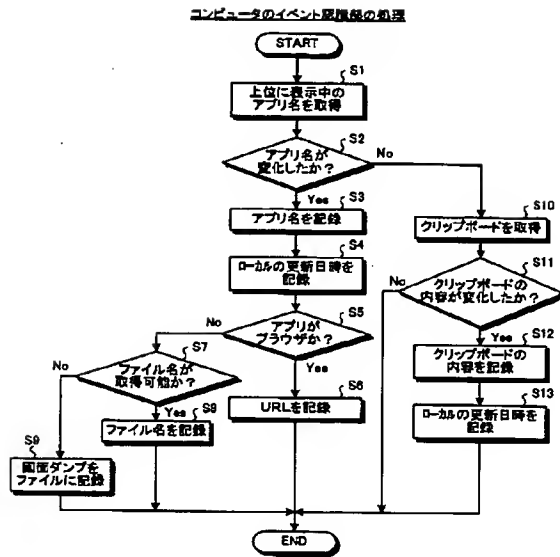 コンピュータのイベント認識部の処理
START
S1
上位に表示中の
アプリ名を取得
S2
アプリ名が
変化したか？
No
Yes
S3
アプリ名を記録
S4
ローカルの更新日時を
記録
S5
アプリが
ブラウザか？
No
Yes
S6
URLを記録
S7
ファイル名が
取得可能か？
No
Yes
S8
ファイル名を記録
S9
画面ダンプを
ファイルに記録
S10
クリップボードを取得
S11
クリップボードの
内容が変化したか？
No
Yes
S12
クリップボードの
内容を記録
S13
ローカルの更新日時を
記録
END